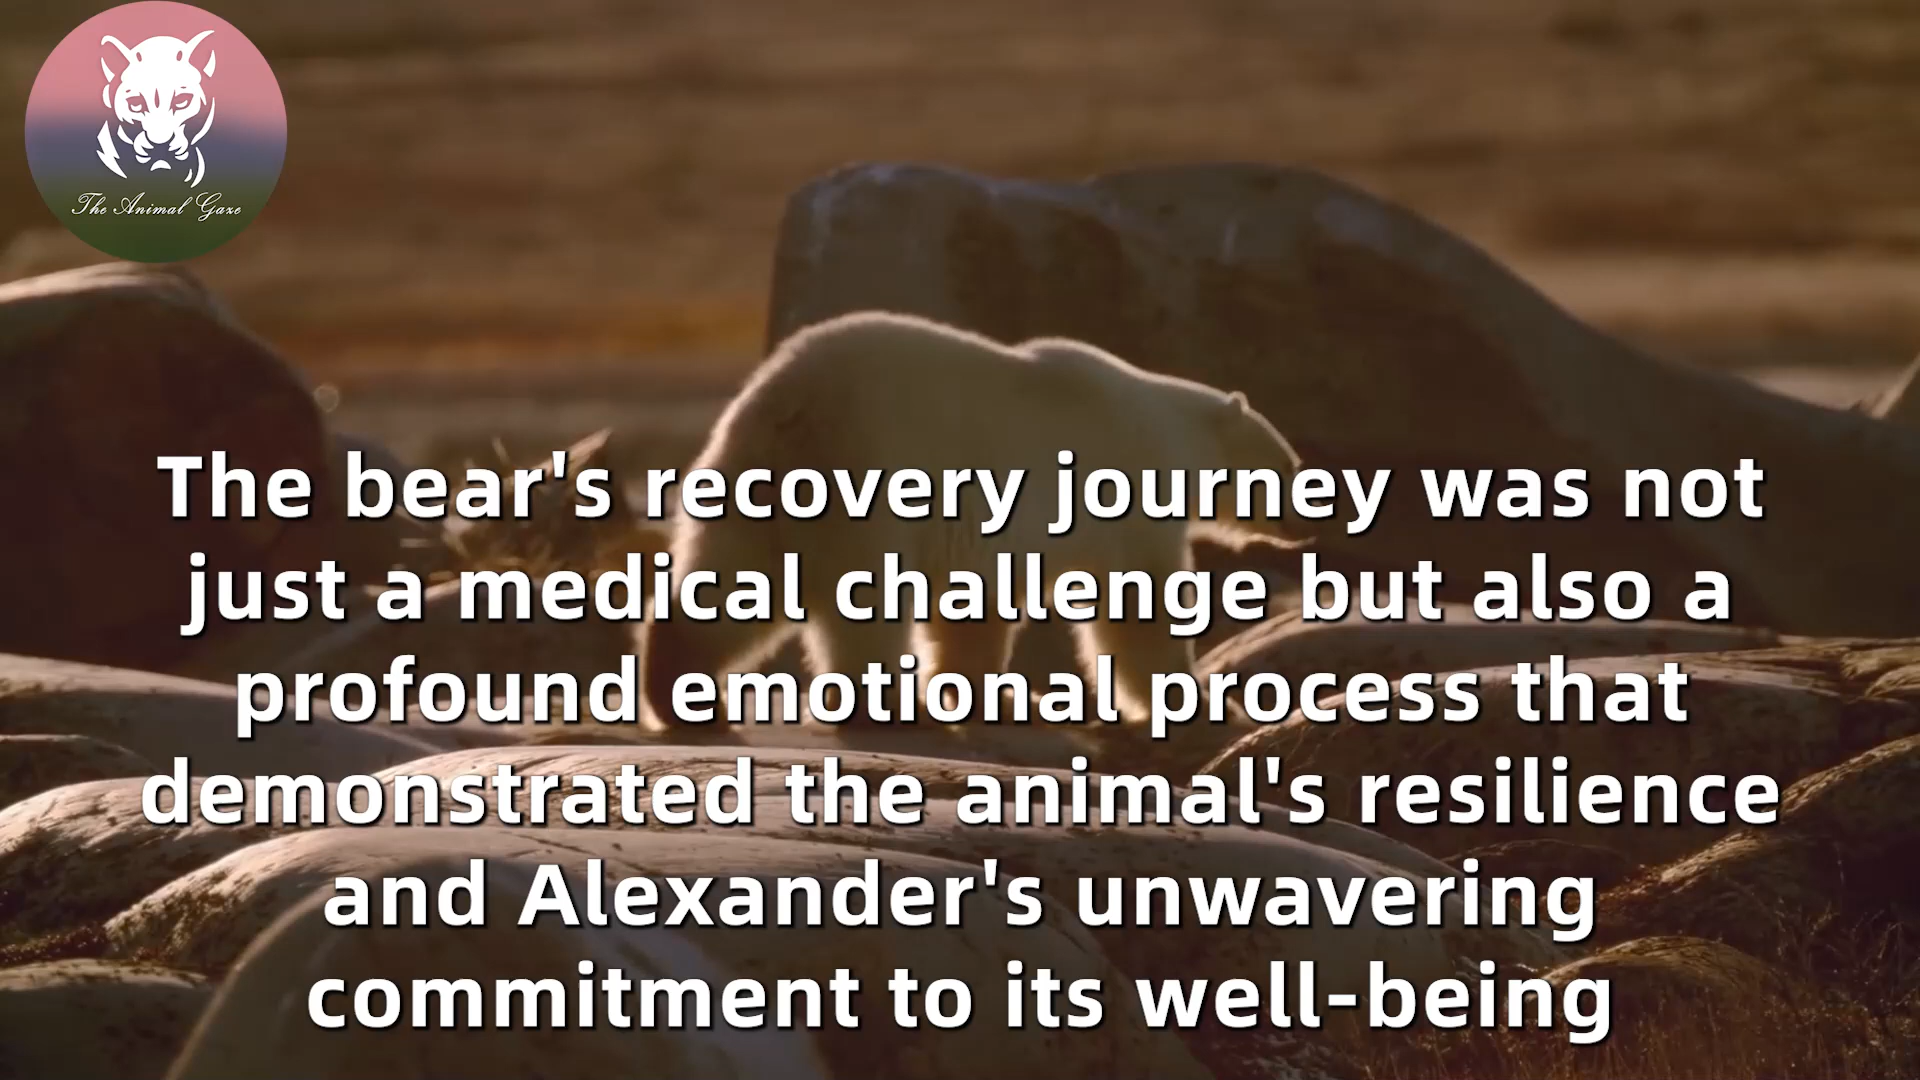 The Animal Gaze
The bear's recovery journey was not
just a medical challenge but also a
profound emotional process that
demonstrated the animal's resilience
and Alexander's unwavering
commitment to its well-being